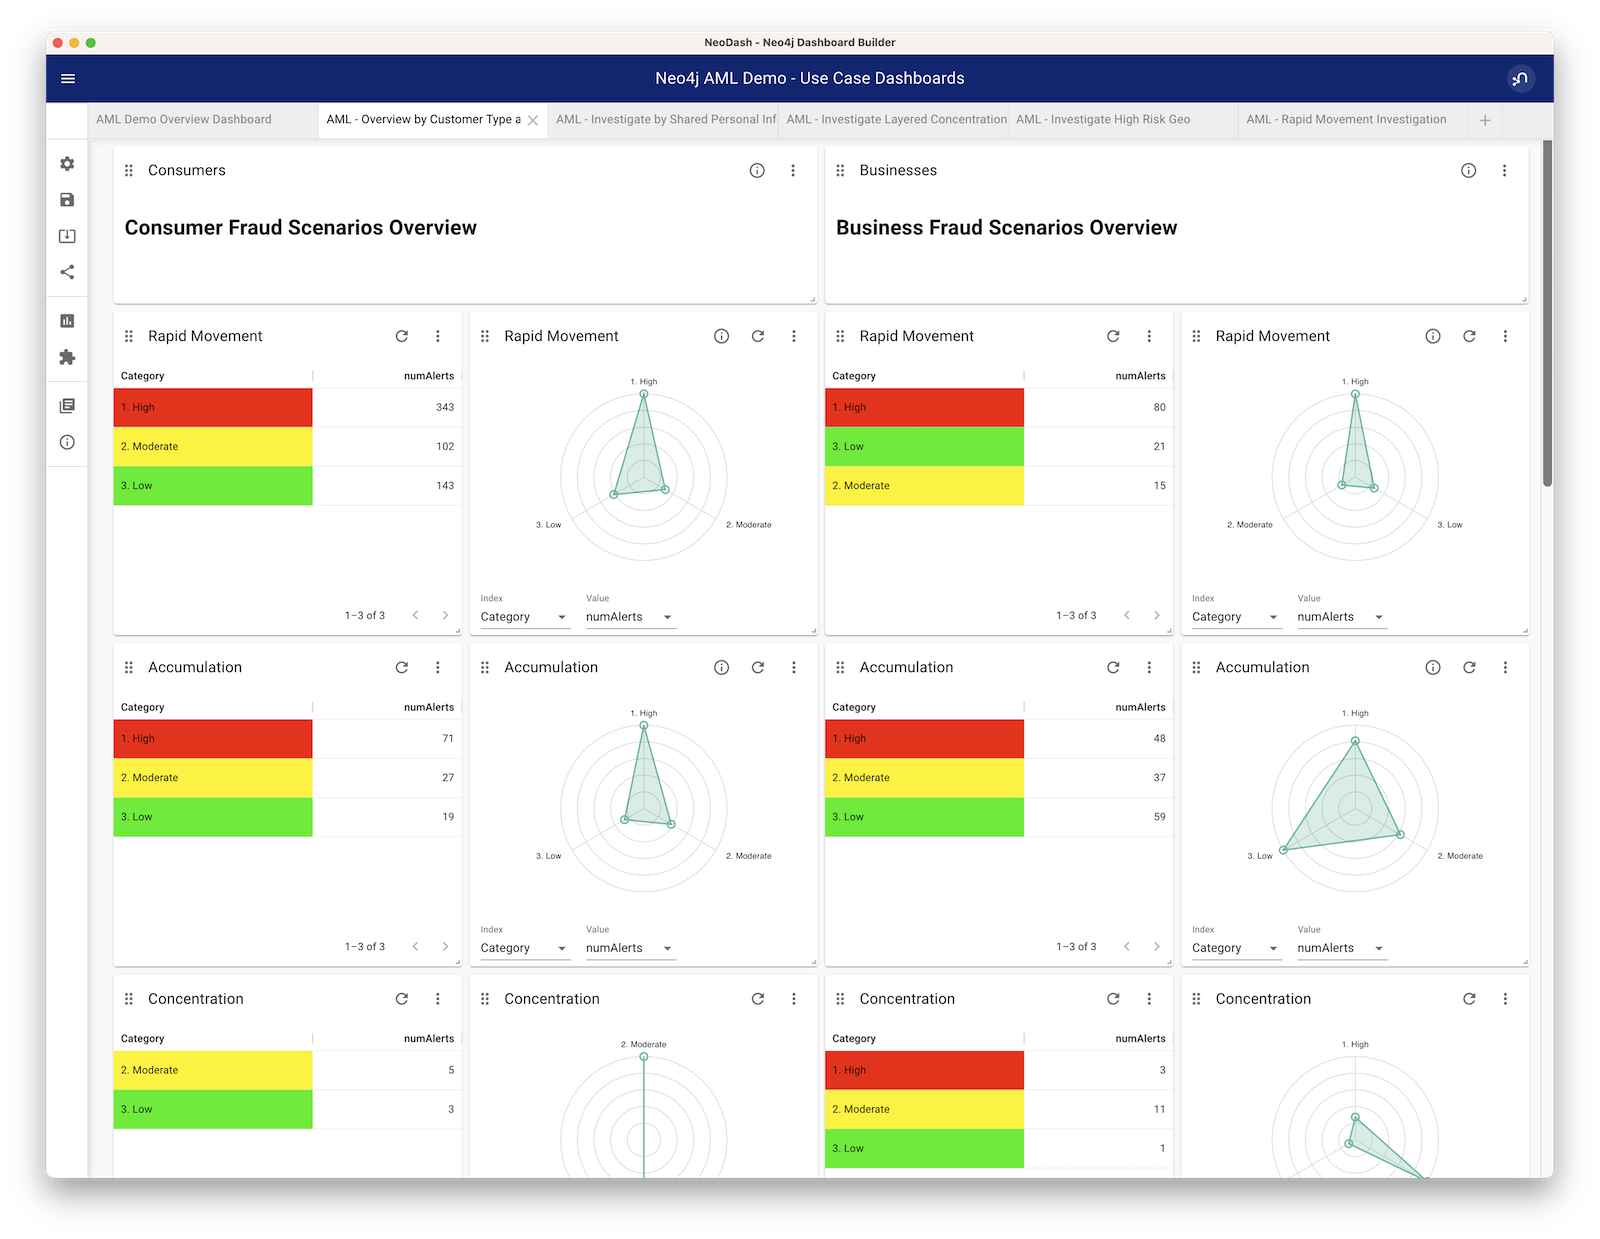 NeoDash - Neo4j Dashboard Builder
Neo4j AML Demo - Use Case Dashboards
AML Demo Overview Dashboard
AML - Overview by Customer Type a
AML - Investigate by Shared Personal Inf
AML - Investigate Layered Concentration
AML - Investigate High Risk Geo
AML - Rapid Movement Investigation
Consumers
Consumer Fraud Scenarios Overview
Businesses
Business Fraud Scenarios Overview
Rapid Movement
Category numAlerts
1. High 343
2. Moderate 102
3. Low 143
1–3 of 3
Rapid Movement
1. High
3. Low
2. Moderate
Index Value
Category numAlerts
Rapid Movement
Category numAlerts
1. High 80
3. Low 21
2. Moderate 15
1–3 of 3
Rapid Movement
1. High
2. Moderate
3. Low
Index Value
Category numAlerts
Accumulation
Category numAlerts
1. High 71
2. Moderate 27
3. Low 19
1–3 of 3
Accumulation
1. High
3. Low
2. Moderate
Index Value
Category numAlerts
Accumulation
Category numAlerts
1. High 48
2. Moderate 37
3. Low 59
1–3 of 3
Accumulation
1. High
3. Low
2. Moderate
Index Value
Category numAlerts
Concentration
Category numAlerts
2. Moderate 5
3. Low 3
Concentration
2. Moderate
Concentration
Category numAlerts
1. High 3
2. Moderate 11
3. Low 1
Concentration
1. High